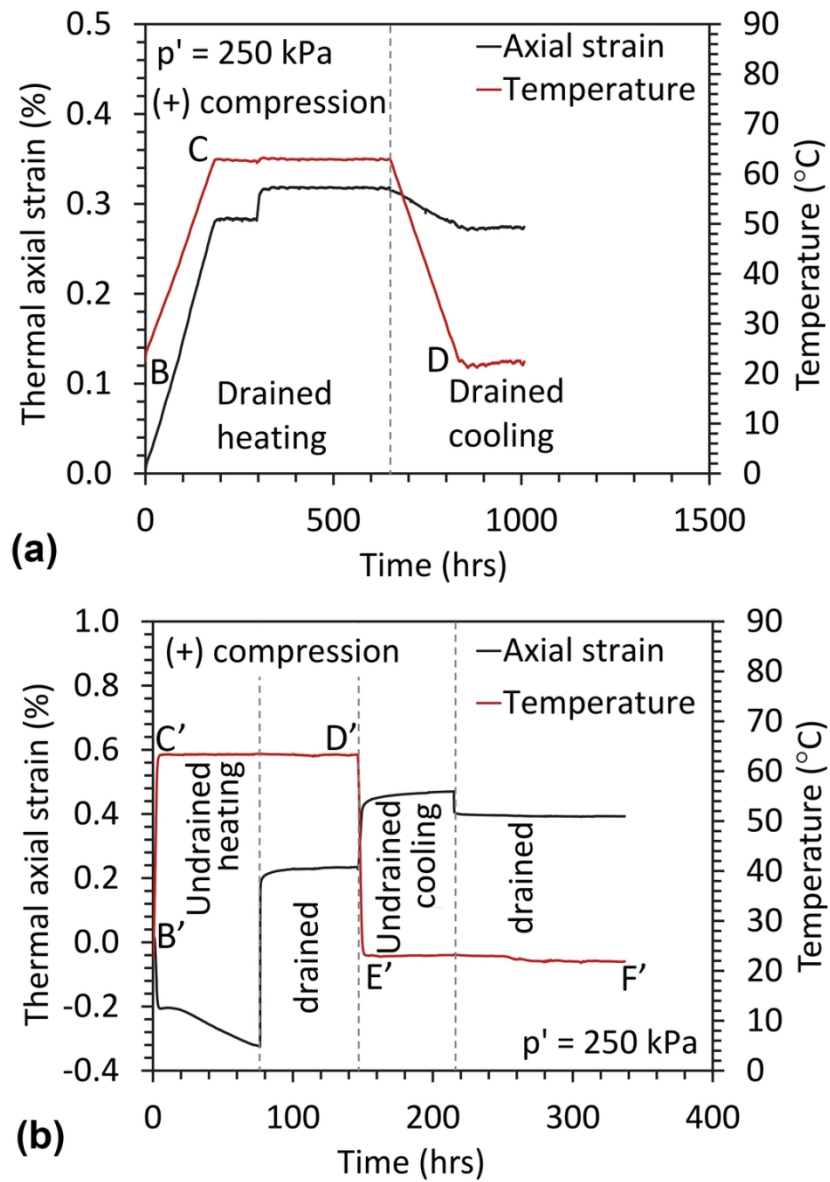 0.5
0.4
0.3
0.2
0.1
0.0
Thermal axial strain (%)
p' = 250 kPa
(+) compression
Axial strain
Temperature
C
B
D
Drained
heating
Drained
cooling
90
80
70
60
50
40
30
20
10
0
Temperature (°C)
0
500
1000
1500
Time (hrs)
(a)
1.0
0.8
0.6
0.4
0.2
0.0
-0.2
-0.4
Thermal axial strain (%)
(+) compression
Axial strain
Temperature
C’
D’
B’
E’
F’
Undrained
heating
drained
Undrained
cooling
drained
p' = 250 kPa
90
80
70
60
50
40
30
20
10
0
Temperature (°C)
0
100
200
300
400
Time (hrs)
(b)